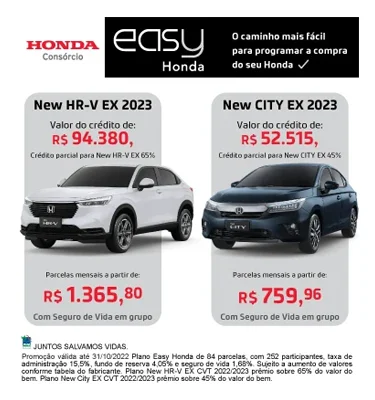 HONDA
Consórcio
easy
Honda
O caminho mais fácil
para programar a compra
do seu Honda ✓
New HR-V EX 2023
Valor do crédito de:
R$ 94.380,
Crédito parcial para New HR-V EX 65%
Parcelas mensais a partir de:
R$ 1.365,80
Com Seguro de Vida em grupo
New CITY EX 2023
Valor do crédito de:
R$ 52.515,
Crédito parcial para New CITY EX 45%
CITY
Parcelas mensais a partir de:
R$ 759,96
Com Seguro de Vida em grupo
JUNTOS SALVAMOS VIDAS.
Promoção válida até 31/10/2022 Plano Easy Honda de 84 parcelas, com 252 participantes, taxa de
administração 15,5%, fundo de reserva 4,05% e seguro de vida 1,68%. Sujeito a aumento de valores
conforme tabela do fabricante. Plano New HR-V EX CVT 2022/2023 prêmio sobre 65% do valor do
bem. Plano New City EX CVT 2022/2023 prêmio sobre 45% do valor do bem.